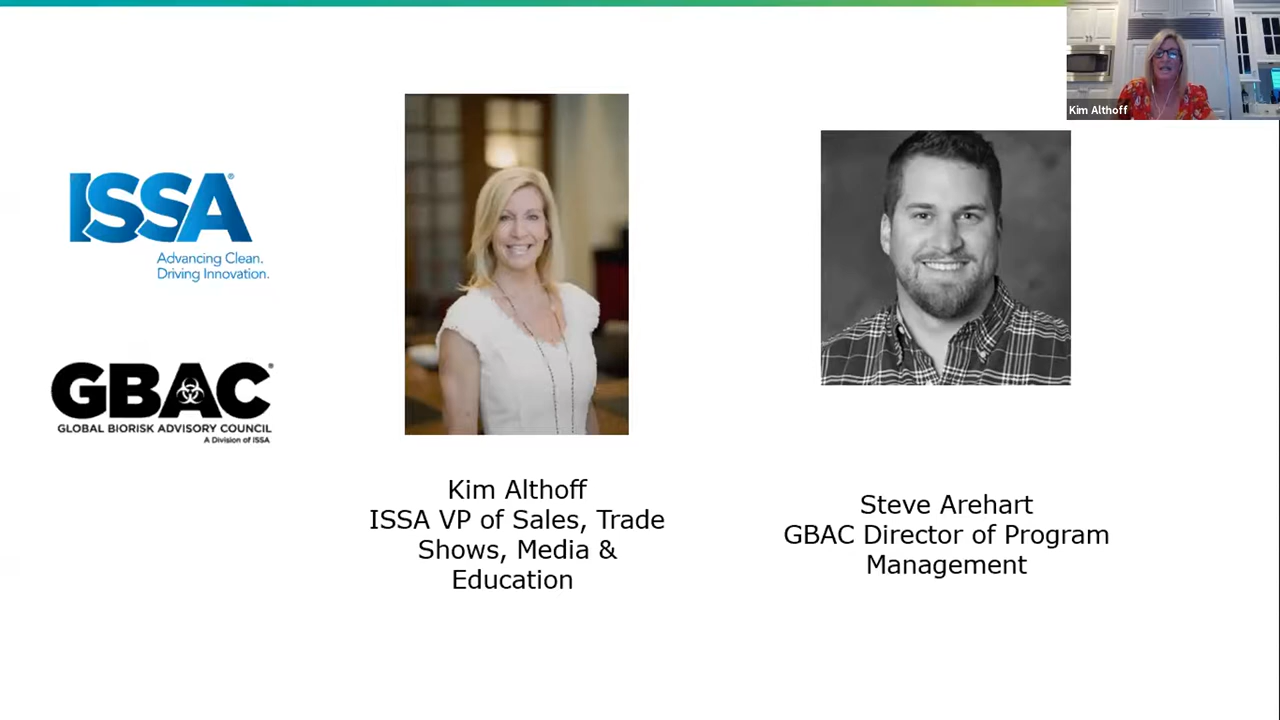 Kim Althoff
ISSA®
Advancing Clean.
Driving Innovation.
GBAC®
GLOBAL BIORISK ADVISORY COUNCIL
A Division of ISSA
Kim Althoff
ISSA VP of Sales, Trade
Shows, Media &
Education
Steve Arehart
GBAC Director of Program
Management